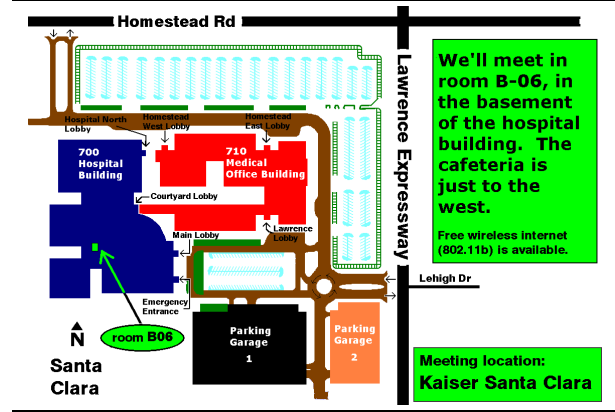 Homestead Rd
Lawrence Expressway
We'll meet in
room B-06, in
the basement
of the hospital
building. The
cafeteria is
just to the
west.
Free wireless internet
(802.11b) is available.
Hospital North
Lobby
Homestead
West Lobby
Homestead
East Lobby
700
Hospital
Building
710
Medical
Office Building
Courtyard Lobby
Main Lobby
Lawrence
Lobby
Emergency
Entrance
Lehigh Dr
room B06
N
Santa
Clara
Parking
Garage
1
Parking
Garage
2
Meeting location:
Kaiser Santa Clara